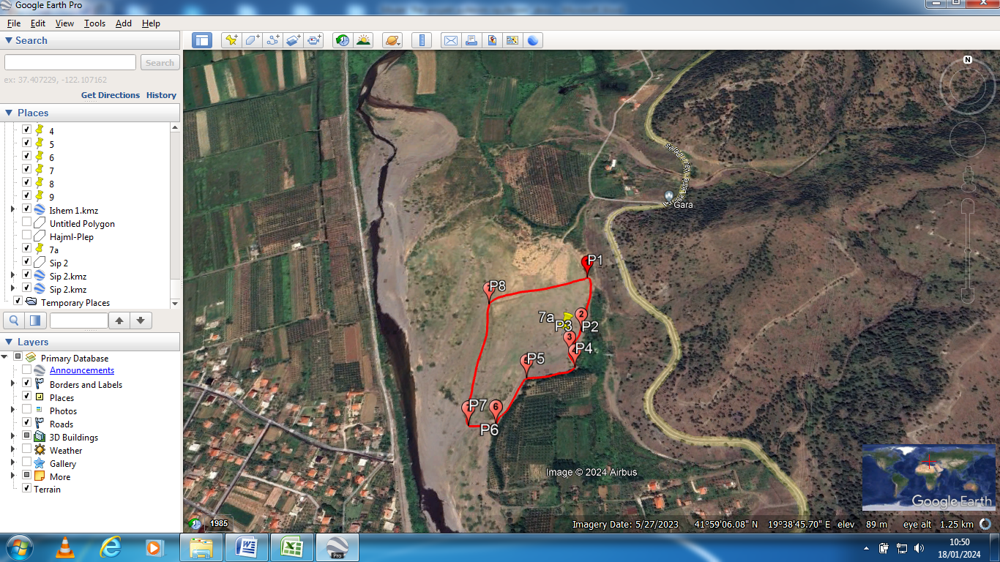 Google Earth Pro
File Edit View Tools Add Help
Search
Search
ex: 37.407229, -122.107162
Get Directions History
Places
4
5
6
7
8
9
Ishem 1.kmz
Untitled Polygon
Hajml-Plep
7a
Sip 2
Sip 2.kmz
Sip 2.kmz
Temporary Places
Layers
Primary Database
Announcements
Borders and Labels
Places
Photos
Roads
3D Buildings
Weather
Gallery
More
Terrain
N
Gara
P1
P8
2
7a
P3
P2
3
P4
P5
P7
6
P6
Image © 2024 Airbus
Google Earth
1985
Imagery Date: 5/27/2023 41°59'06.08" N 19°38'45.70" E elev 89 m eye alt 1.25 km
Pro
10:50
18/01/2024